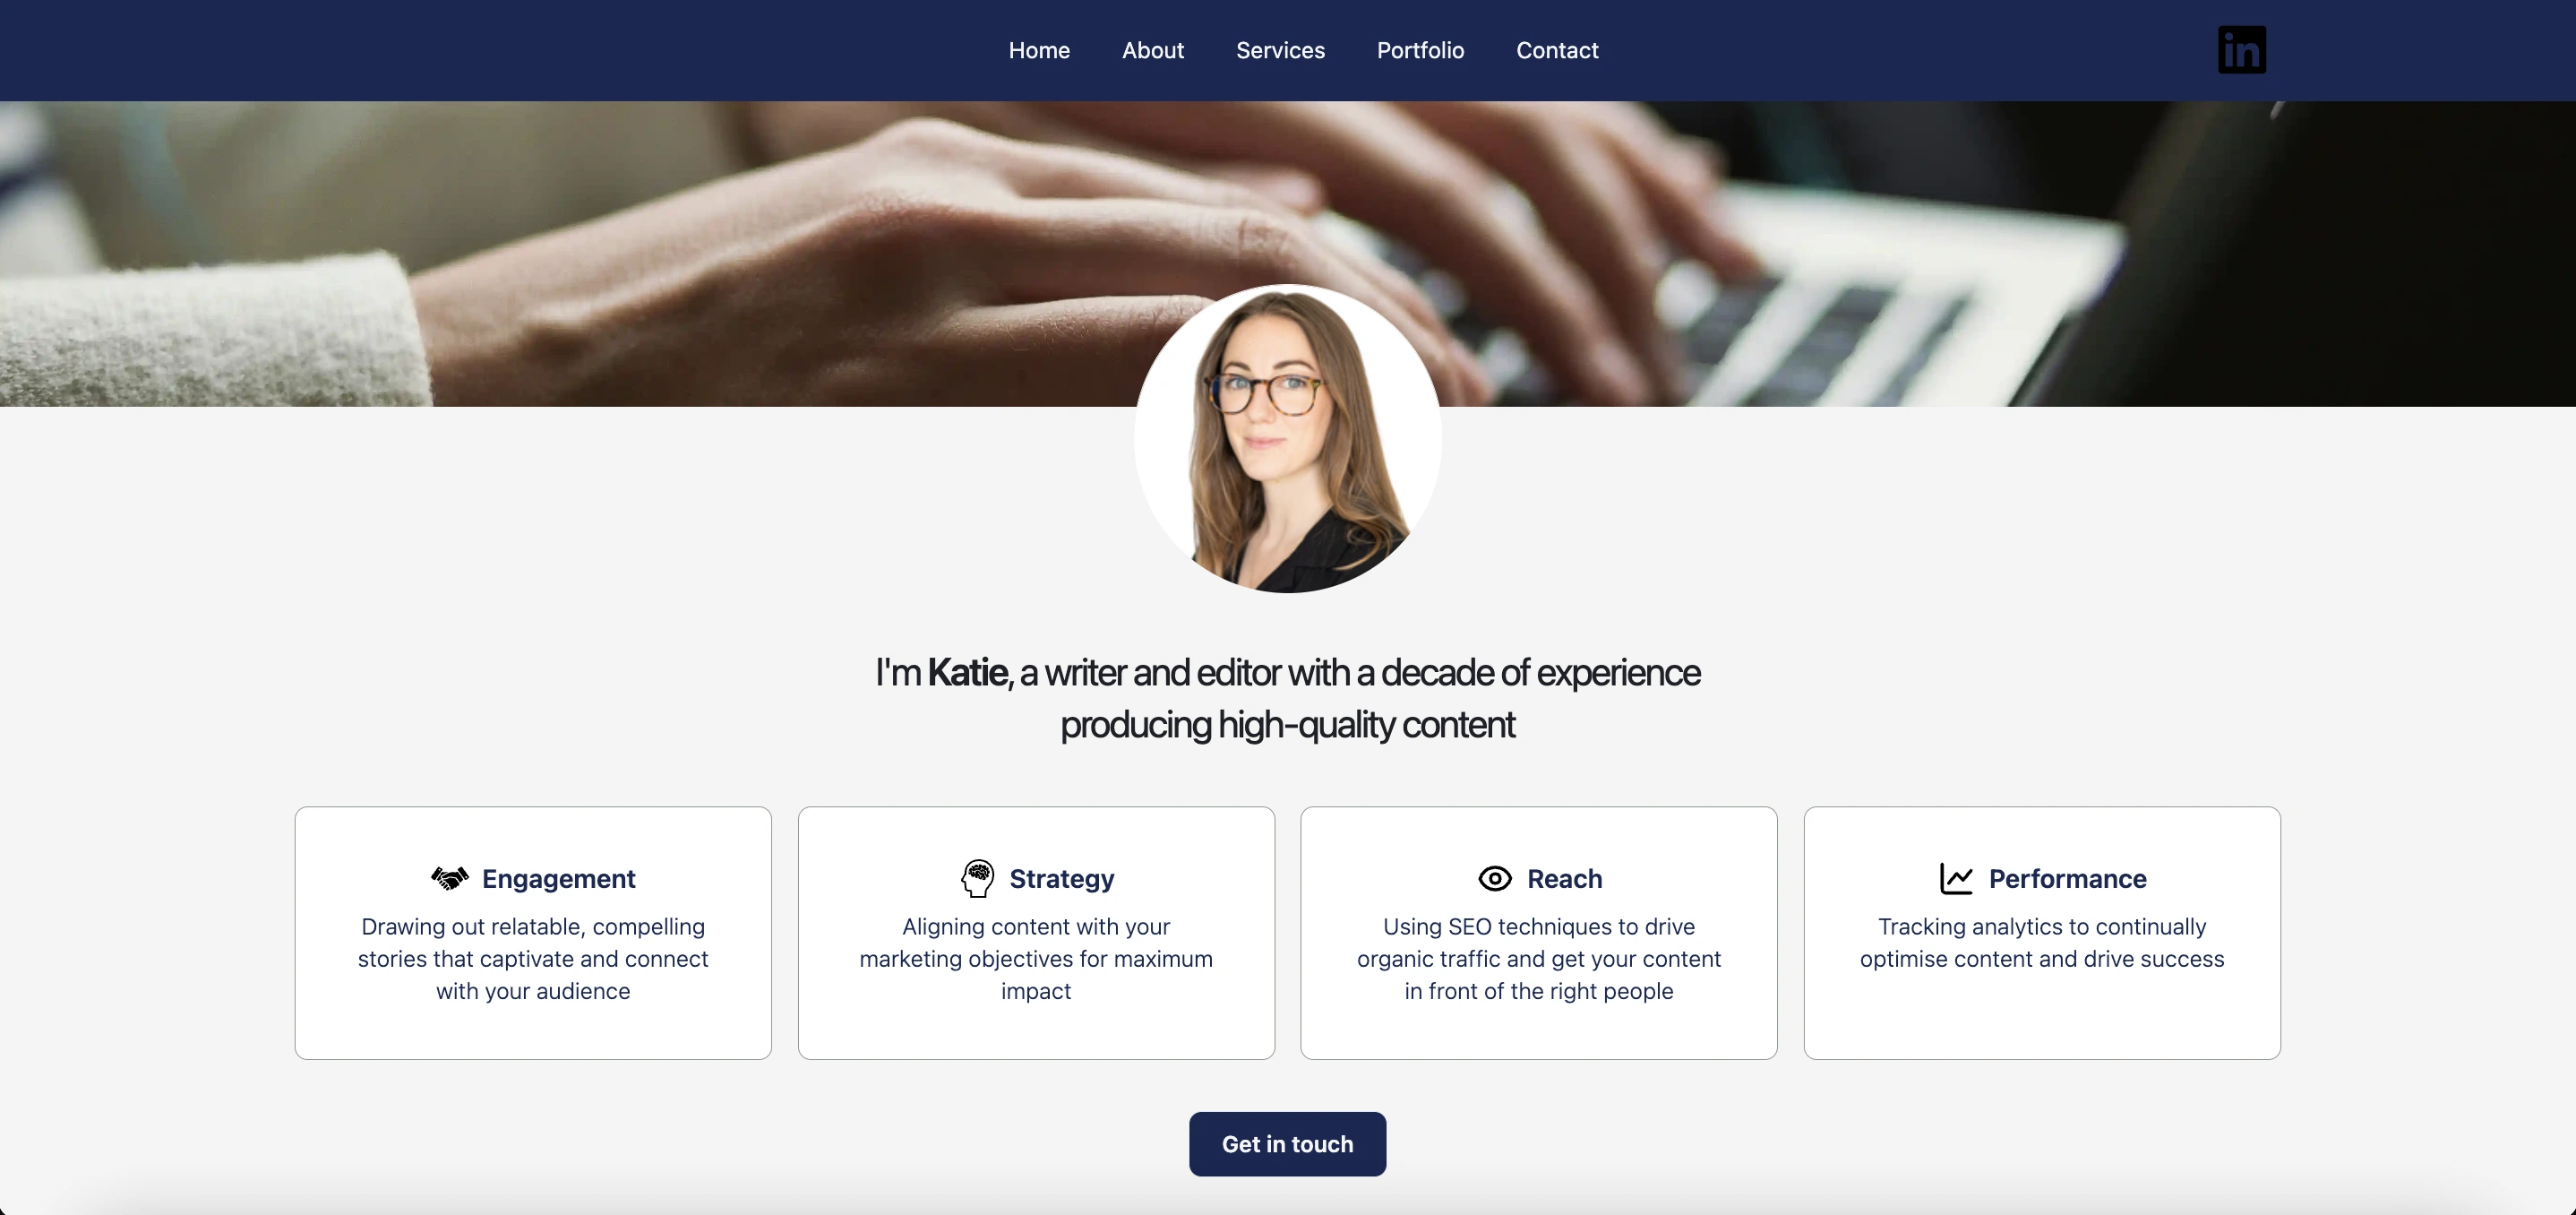 Home About Services Portfolio Contact in
I'm Katie, a writer and editor with a decade of experience
producing high-quality content
Engagement
Drawing out relatable, compelling
stories that captivate and connect
with your audience
Strategy
Aligning content with your
marketing objectives for maximum
impact
Reach
Using SEO techniques to drive
organic traffic and get your content
in front of the right people
Performance
Tracking analytics to continually
optimise content and drive success
Get in touch